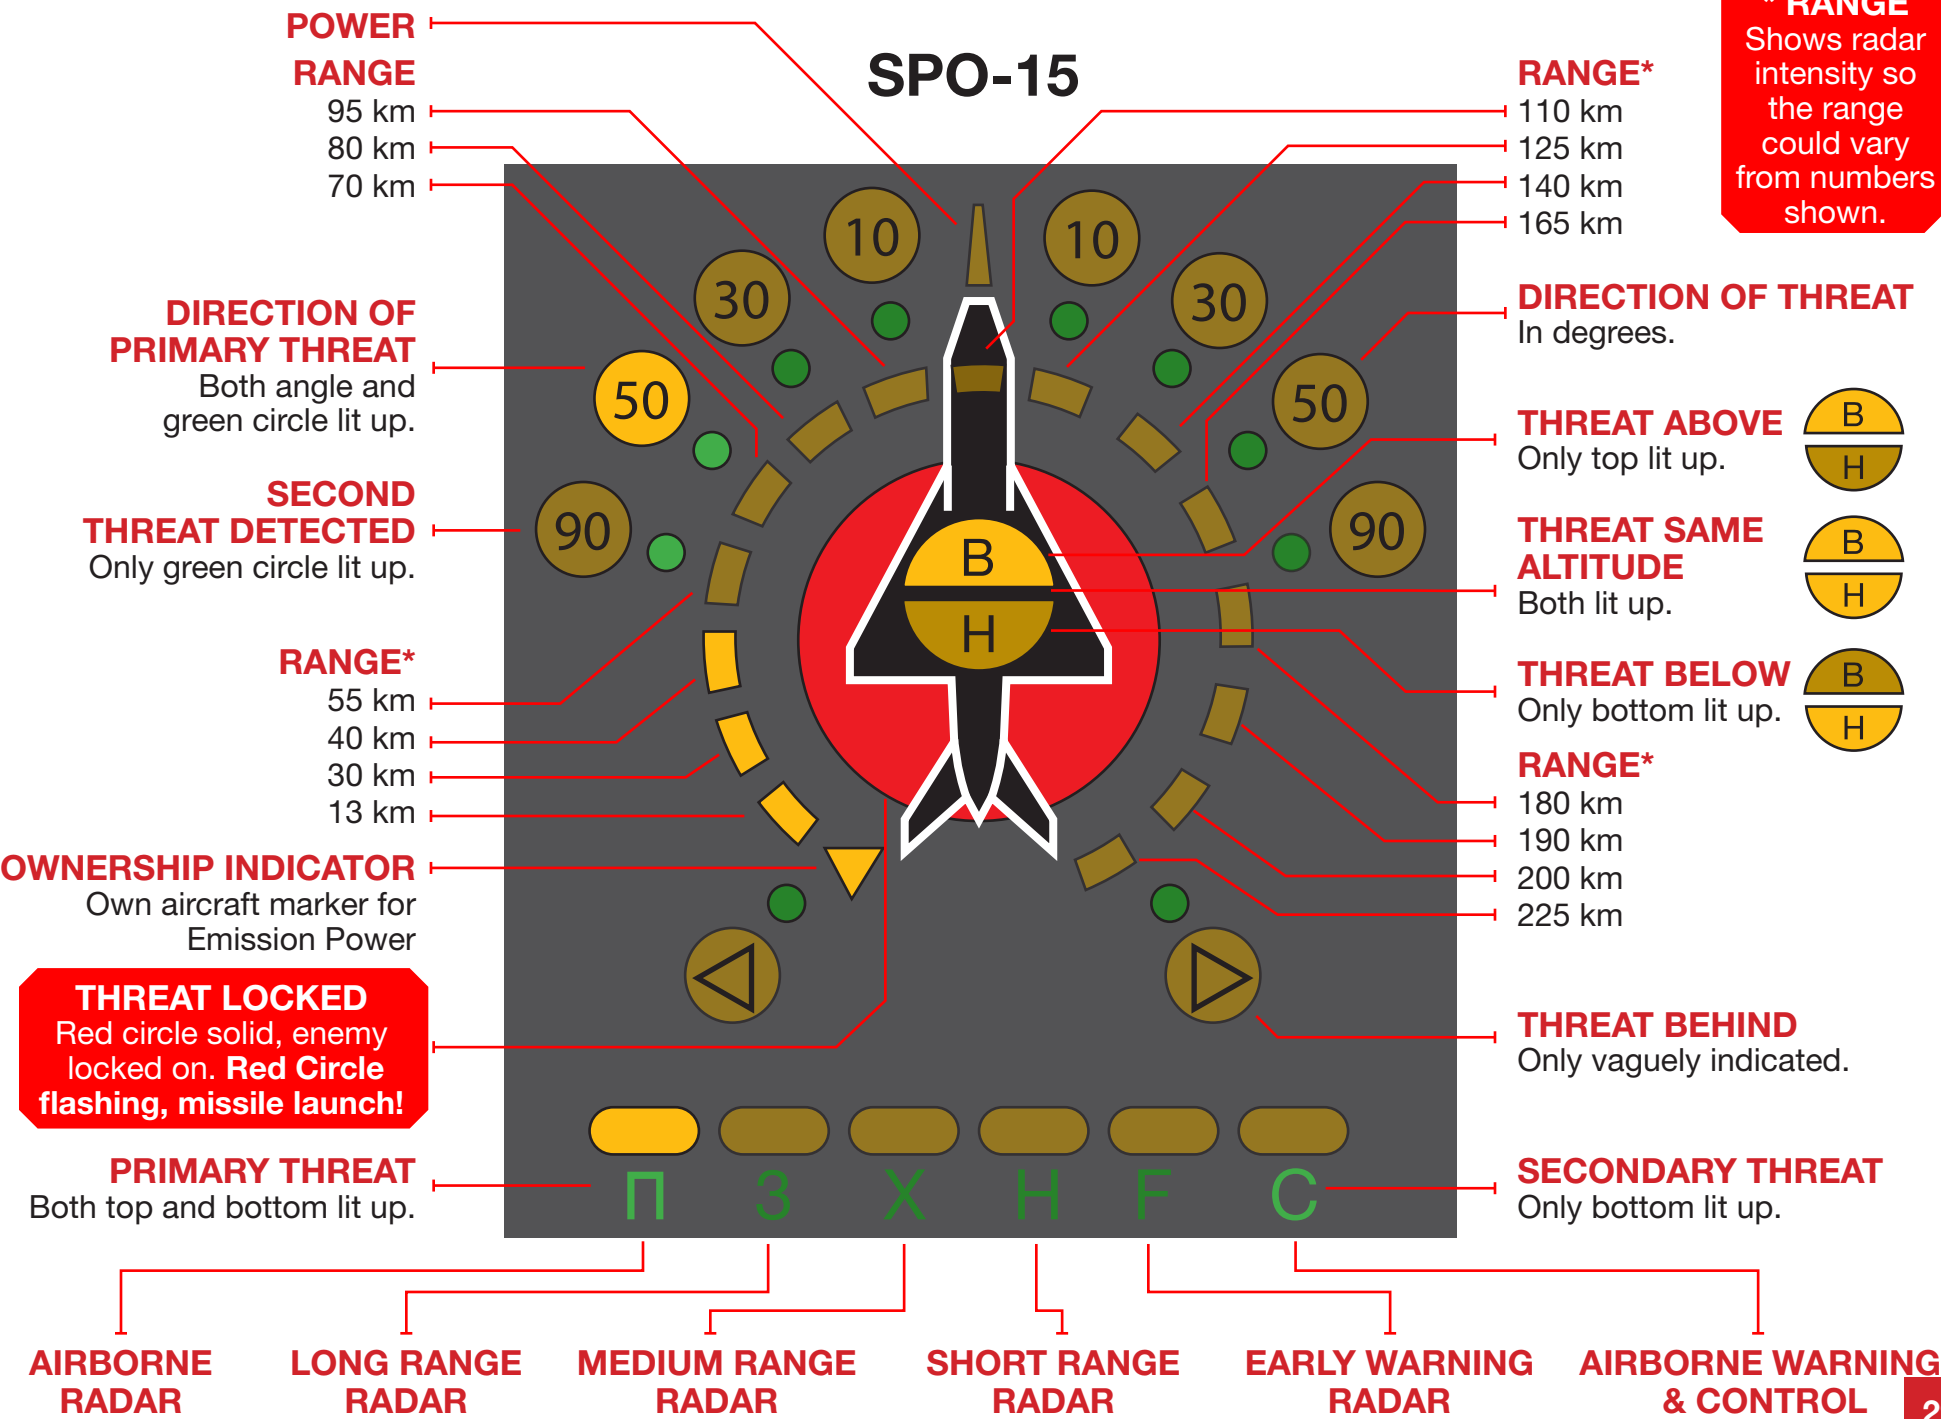 SPO-15
POWER
RANGE
95 km
80 km
70 km
DIRECTION OF
PRIMARY THREAT
Both angle and
green circle lit up.
SECOND
THREAT DETECTED
Only green circle lit up.
RANGE*
55 km
40 km
30 km
13 km
OWNERSHIP INDICATOR
Own aircraft marker for
Emission Power
THREAT LOCKED
Red circle solid, enemy
locked on. Red Circle
flashing, missile launch!
PRIMARY THREAT
Both top and bottom lit up.
10
10
30
30
50
50
90
90
B
H
П
З
X
H
F
C
* RANGE
Shows radar
intensity so
the range
could vary
from numbers
shown.
RANGE*
110 km
125 km
140 km
165 km
DIRECTION OF THREAT
In degrees.
THREAT ABOVE
Only top lit up.
B
H
THREAT SAME
ALTITUDE
Both lit up.
B
H
THREAT BELOW
Only bottom lit up.
B
H
RANGE*
180 km
190 km
200 km
225 km
THREAT BEHIND
Only vaguely indicated.
SECONDARY THREAT
Only bottom lit up.
AIRBORNE
RADAR
LONG RANGE
RADAR
MEDIUM RANGE
RADAR
SHORT RANGE
RADAR
EARLY WARNING
RADAR
AIRBORNE WARNING
& CONTROL
2